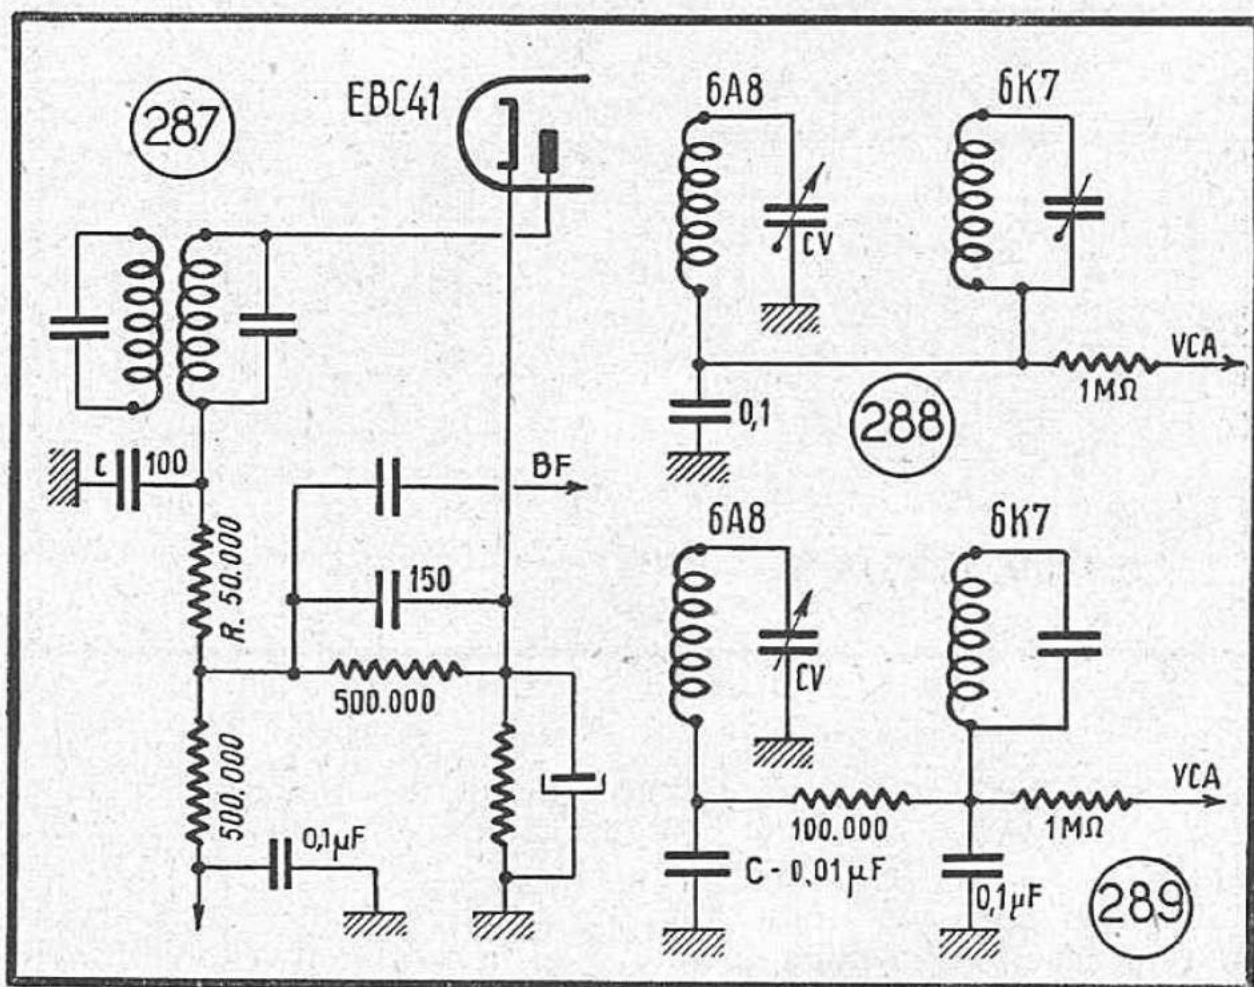 287
EBC41
C
100
R. 50.000
BF
150
500.000
500.000
0,1µF
6A8
6K7
CV
VCA
1MΩ
0,1
288
6A8
6K7
CV
VCA
100.000
1MΩ
C - 0,01µF
0,1µF
289